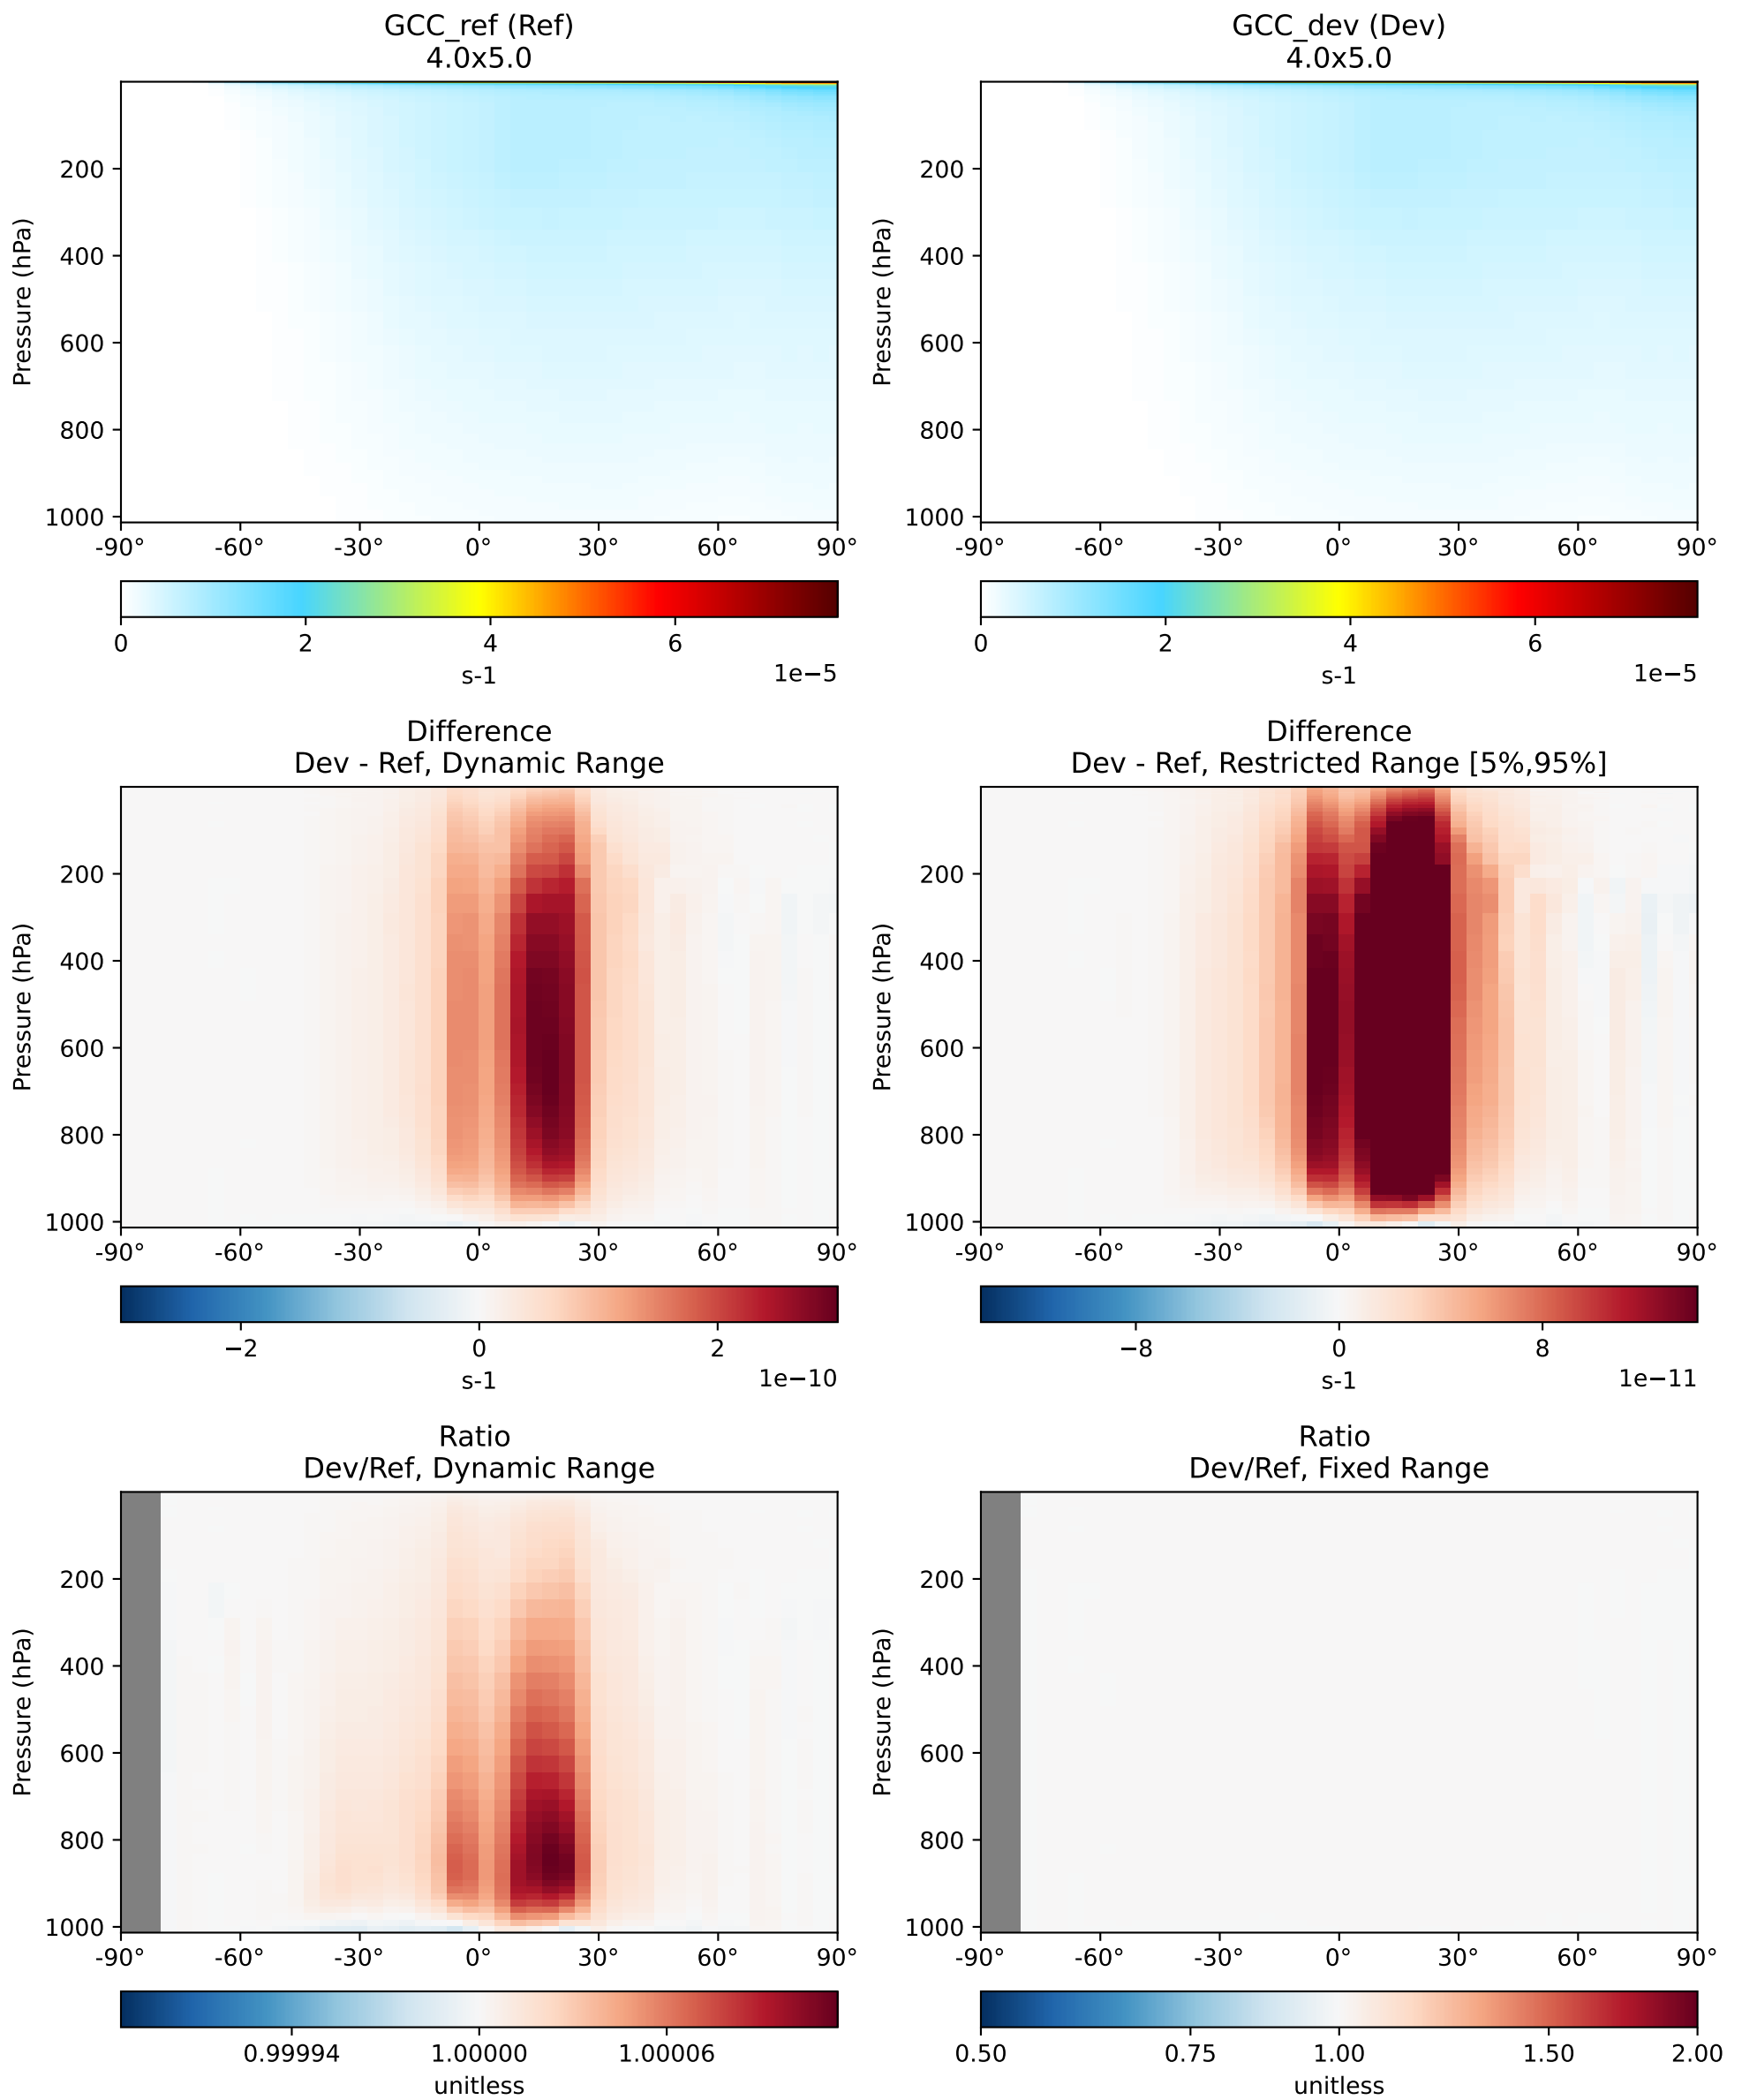 GCC_ref (Ref)
4.0x5.0
Pressure (hPa)
200
400
600
800
1000
-90° -60° -30° 0° 30° 60° 90°
0 2 4 6
s-1
1e−5
GCC_dev (Dev)
4.0x5.0
Pressure (hPa)
200
400
600
800
1000
-90° -60° -30° 0° 30° 60° 90°
0 2 4 6
s-1
1e−5
Difference
Dev - Ref, Dynamic Range
Pressure (hPa)
200
400
600
800
1000
-90° -60° -30° 0° 30° 60° 90°
−2 0 2
s-1
1e−10
Difference
Dev - Ref, Restricted Range [5%,95%]
Pressure (hPa)
200
400
600
800
1000
-90° -60° -30° 0° 30° 60° 90°
−8 0 8
s-1
1e−11
Ratio
Dev/Ref, Dynamic Range
Pressure (hPa)
200
400
600
800
1000
-90° -60° -30° 0° 30° 60° 90°
0.99994 1.00000 1.00006
unitless
Ratio
Dev/Ref, Fixed Range
Pressure (hPa)
200
400
600
800
1000
-90° -60° -30° 0° 30° 60° 90°
0.50 0.75 1.00 1.50 2.00
unitless